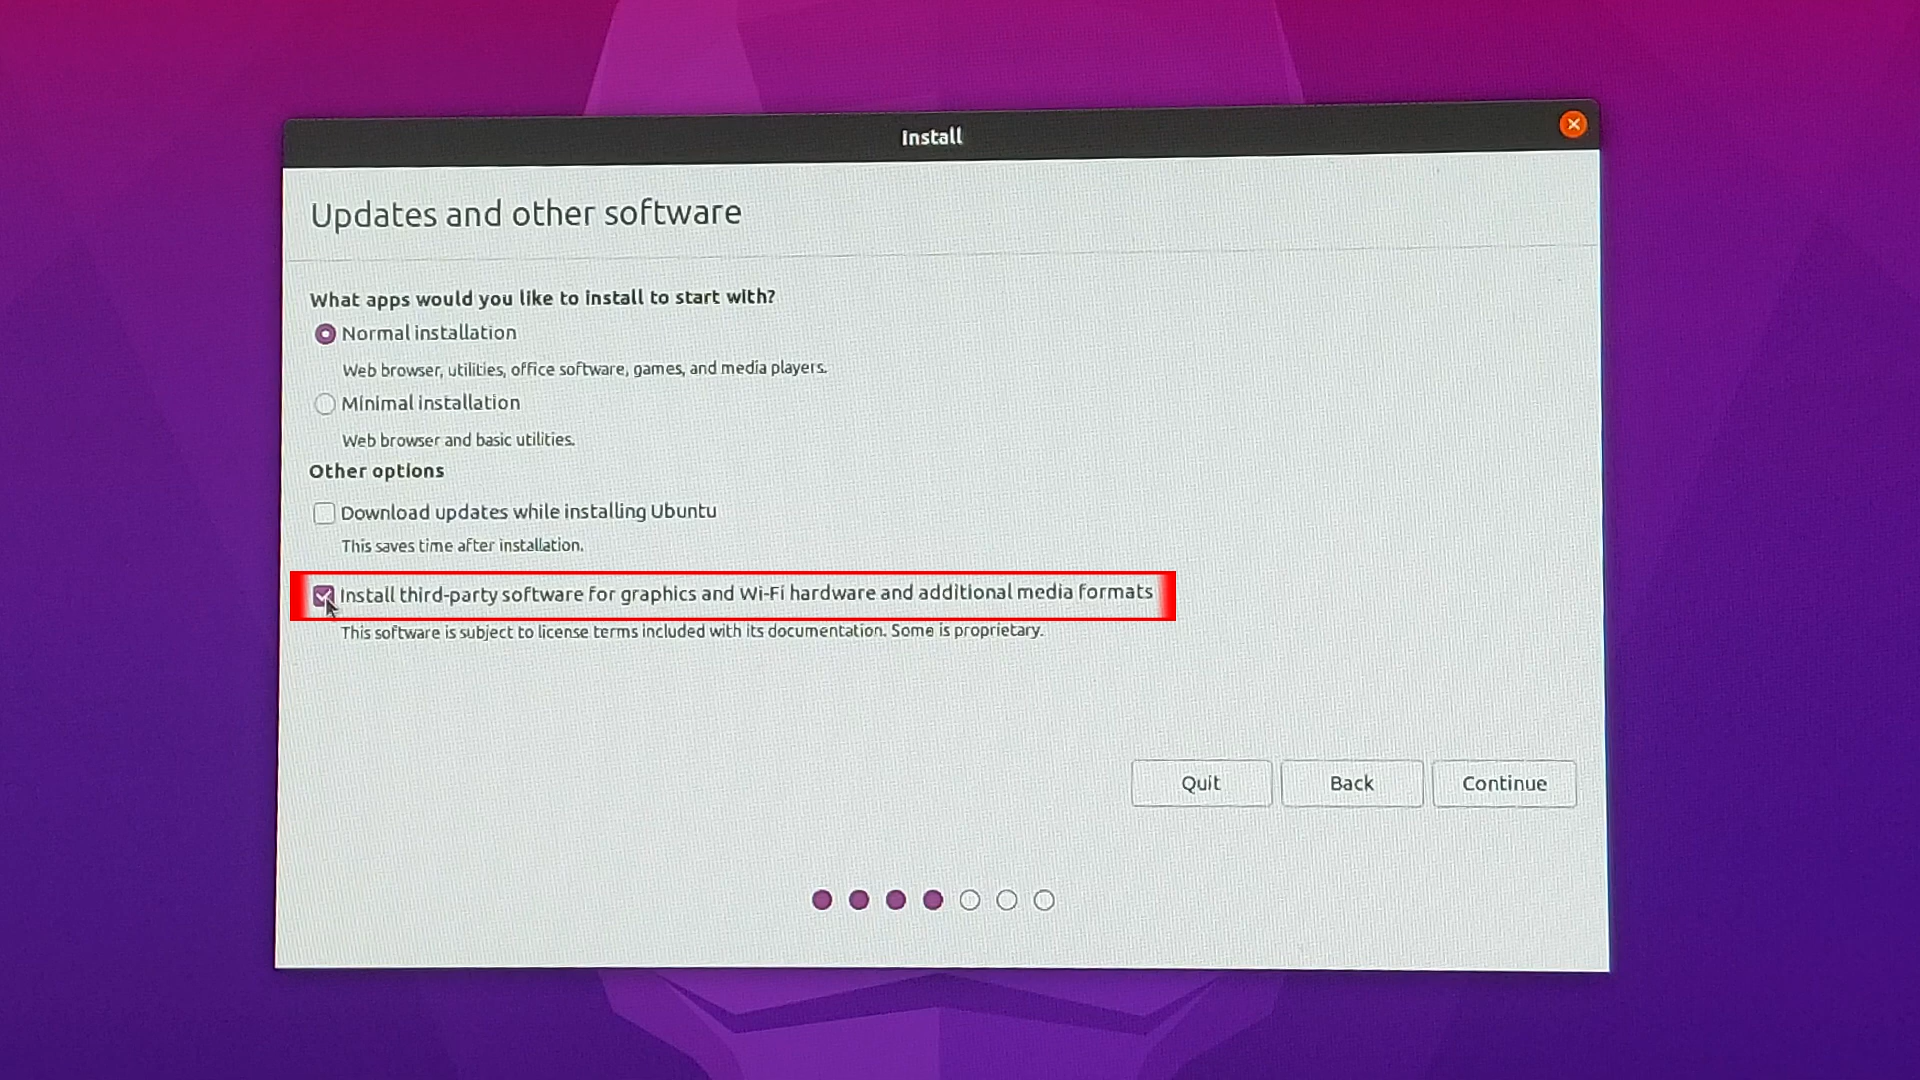 Install
Updates and other software
What apps would you like to install to start with?
Normal installation
Web browser, utilities, office software, games, and media players.
Minimal installation
Web browser and basic utilities.
Other options
Download updates while installing Ubuntu
This saves time after installation.
Install third-party software for graphics and Wi-Fi hardware and additional media formats
This software is subject to license terms included with its documentation. Some is proprietary.
Quit Back Continue